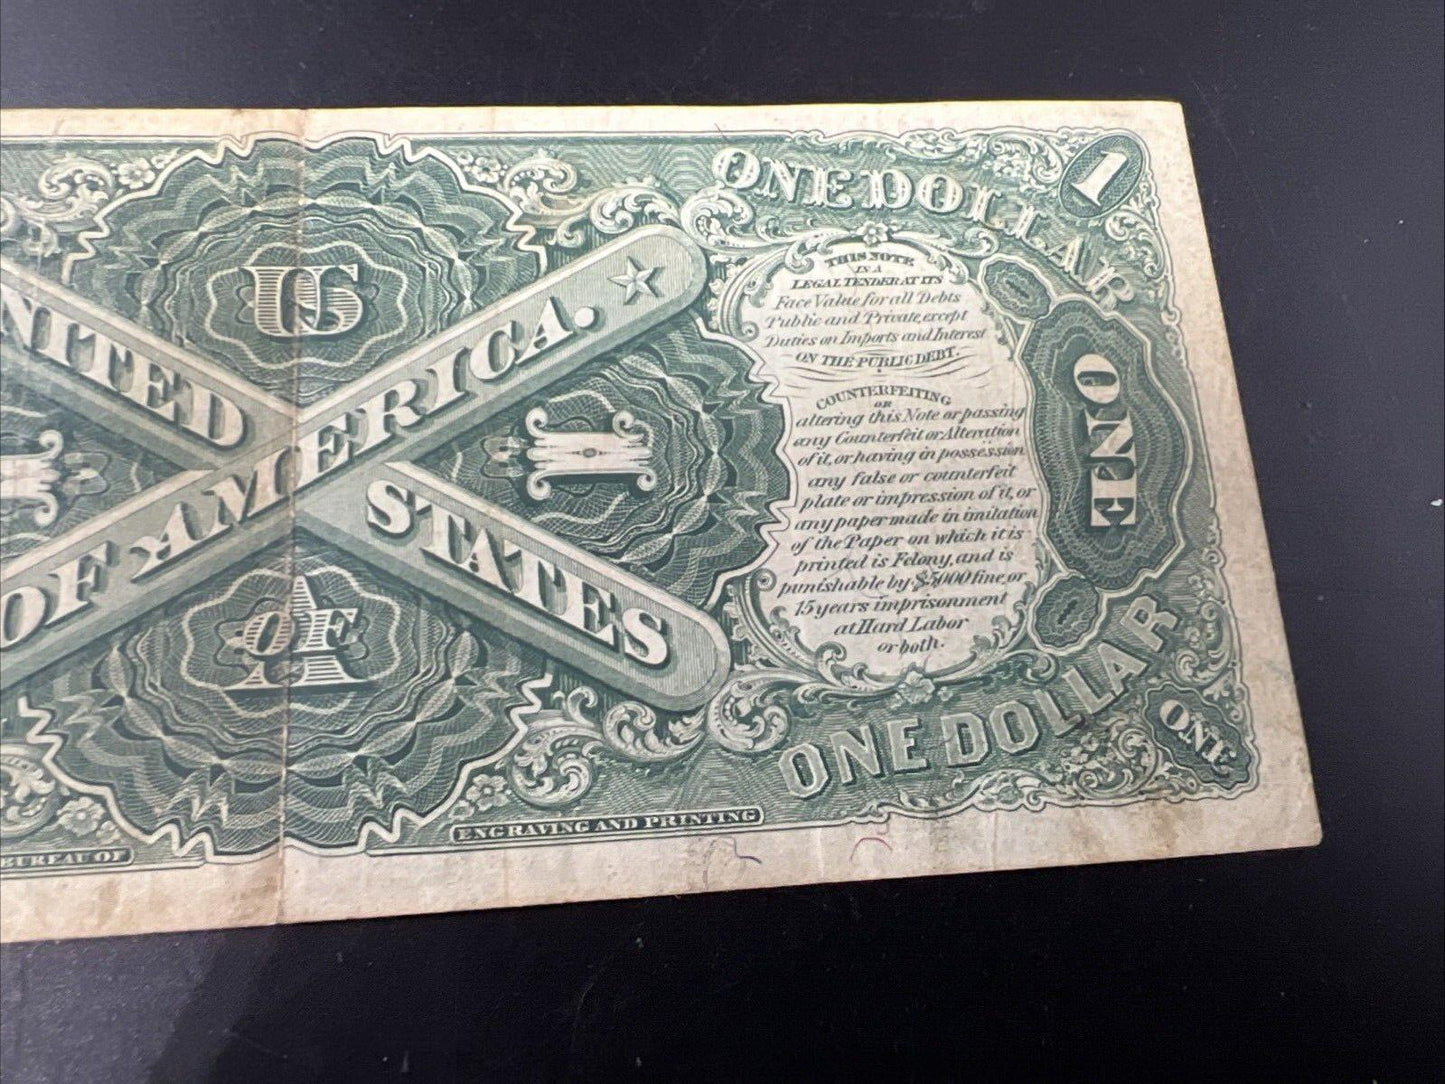 ONE DOLLAR
1
US
UNITED
OF AMERICA.
STATES
1
1
OF
A
THIS NOTE
IS A
LEGAL TENDER AT ITS
Face Value for all Debts
Public and Private, except
Duties on Imports and Interest
ON THE PUBLIC DEBT.
COUNTERFEITING
OR
altering this Note or passing
any Counterfeit or Alteration
of it, or having in possession
any false or counterfeit
plate or impression of it, or
any paper made in imitation
of the Paper on which it is
printed is Felony, and is
punishable by $5000 fine, or
15 years imprisonment
at Hard Labor
or both.
ONE
ONE DOLLAR
ONE
BUREAU OF
ENGRAVING AND PRINTING